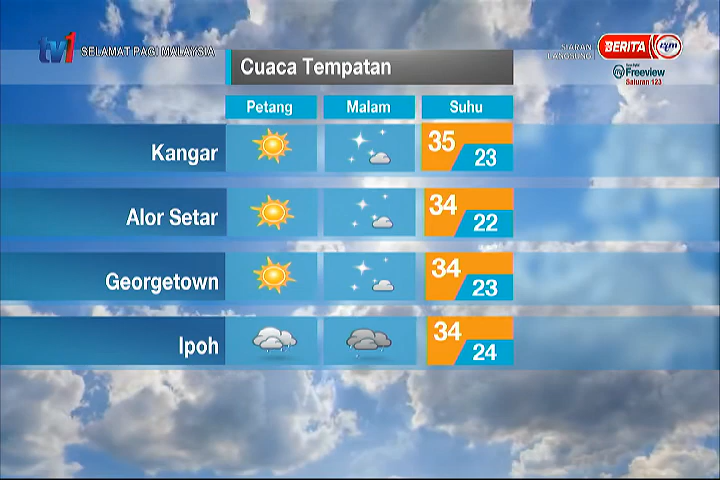 tv1 SELAMAT PAGI MALAYSIA
SIARAN
LANGSUNG
BERITA rtm
Freeview
Saluran 123
Cuaca Tempatan
Petang Malam Suhu
Kangar 35 23
Alor Setar 34 22
Georgetown 34 23
Ipoh 34 24